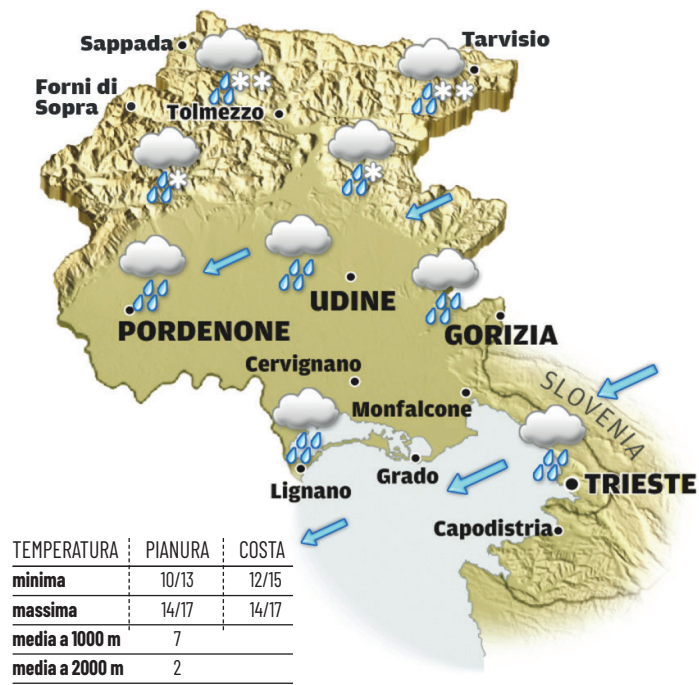 Sappada
Tarvisio
Forni di
Sopra
Tolmezzo
UDINE
PORDENONE
GORIZIA
Cervignano
SLOVENIA
Monfalcone
Grado
TRIESTE
Lignano
Capodistria
TEMPERATURA PIANURA COSTA
minima 10/13 12/15
massima 14/17 14/17
media a 1000 m 7
media a 2000 m 2